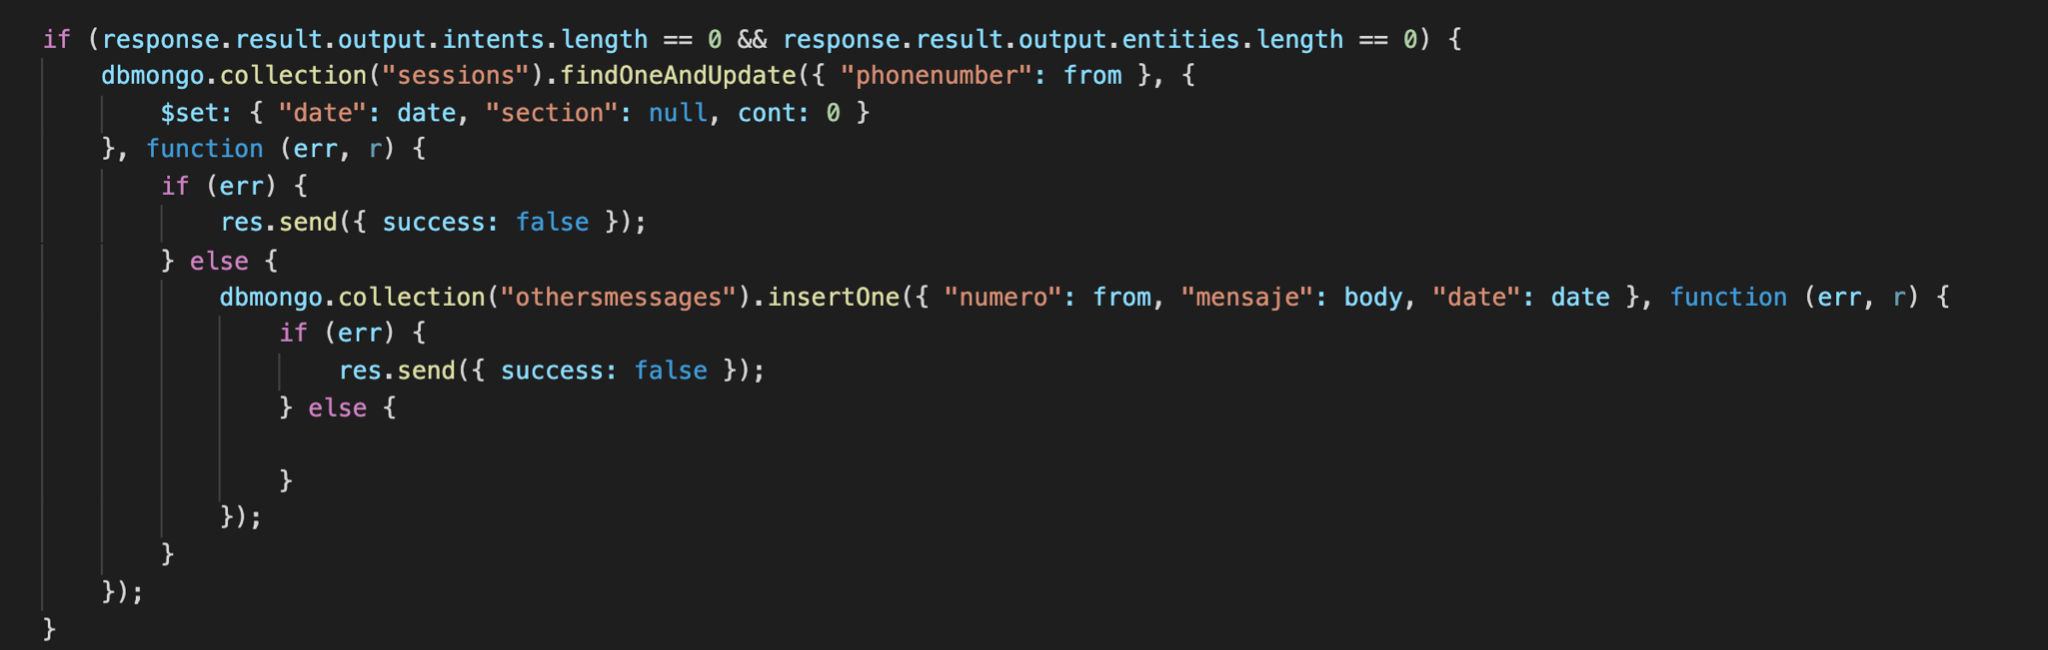 if (response.result.output.intents.length == 0 && response.result.output.entities.length == 0) {
    dbmongo.collection("sessions").findOneAndUpdate({ "phonenumber": from }, {
        $set: { "date": date, "section": null, cont: 0 }
    }, function (err, r) {
        if (err) {
            res.send({ success: false });
        } else {
            dbmongo.collection("othersmessages").insertOne({ "numero": from, "mensaje": body, "date": date }, function (err, r) {
                if (err) {
                    res.send({ success: false });
                } else {

                }
            });
        }
    });
}